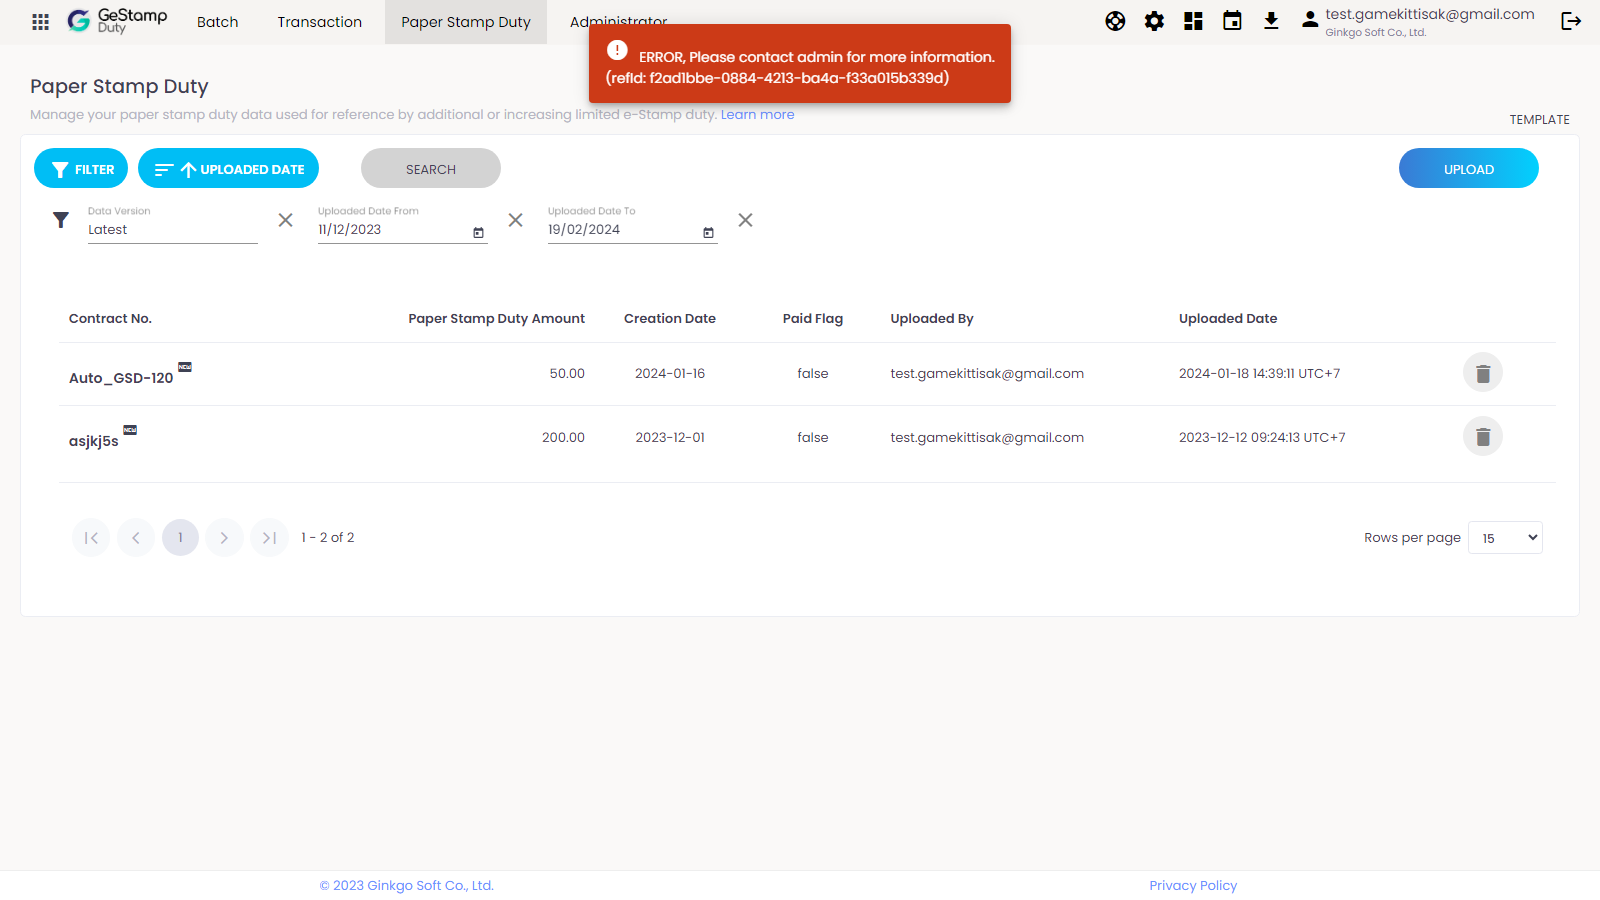 GeStamp
Duty
Batch
Transaction
Paper Stamp Duty
Administrator
test.gamekittisak@gmail.com
Ginkgo Soft Co., Ltd.
ERROR, Please contact admin for more information.
(refId: f2ad1bbe-0884-4213-ba4a-f33a015b339d)
Paper Stamp Duty
Manage your paper stamp duty data used for reference by additional or increasing limited e-Stamp duty. Learn more
TEMPLATE
FILTER
UPLOADED DATE
SEARCH
UPLOAD
Data Version
Latest
Uploaded Date From
11/12/2023
Uploaded Date To
19/02/2024
Contract No. Paper Stamp Duty Amount Creation Date Paid Flag Uploaded By Uploaded Date
Auto_GSD-120 NEW 50.00 2024-01-16 false test.gamekittisak@gmail.com 2024-01-18 14:39:11 UTC+7
asjkj5s NEW 200.00 2023-12-01 false test.gamekittisak@gmail.com 2023-12-12 09:24:13 UTC+7
1
1 - 2 of 2
Rows per page 15
© 2023 Ginkgo Soft Co., Ltd.
Privacy Policy